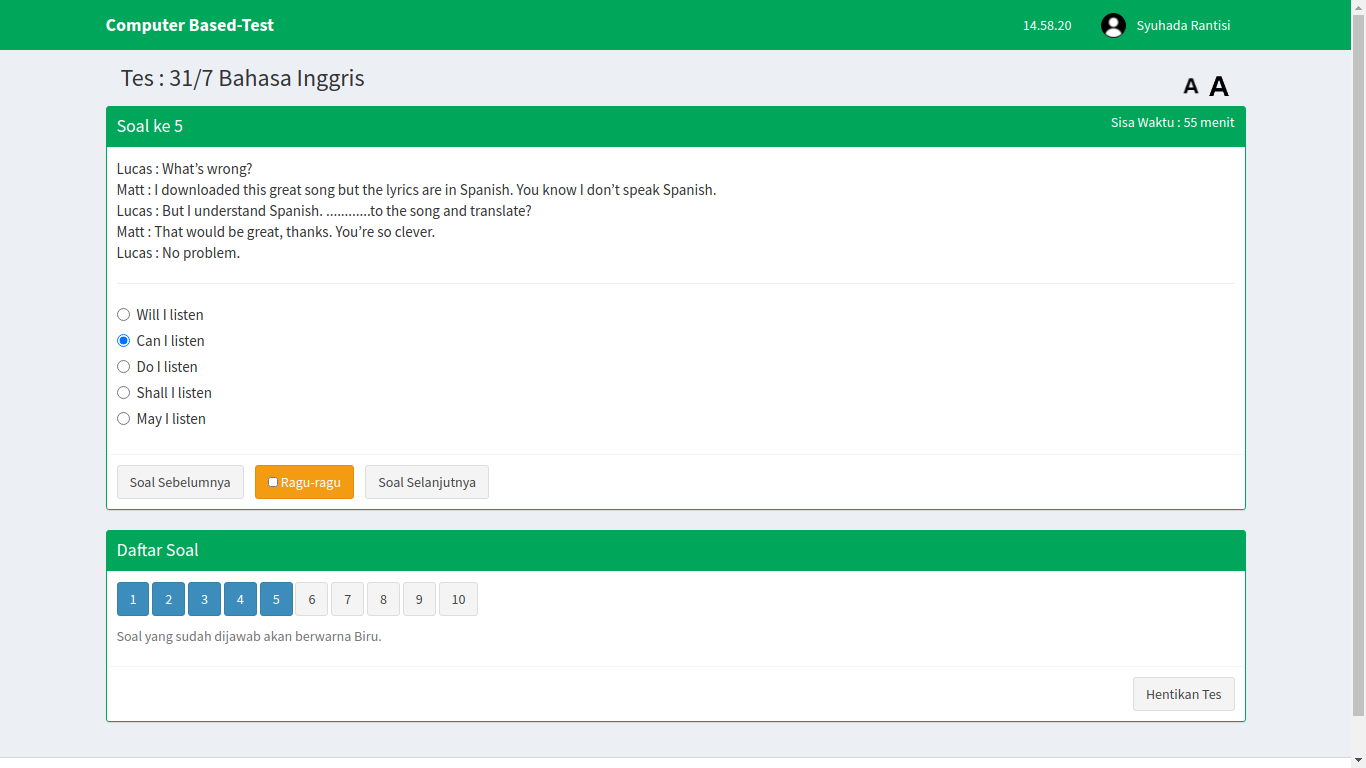 Computer Based-Test
14.58.20
Syuhada Rantisi
Tes : 31/7 Bahasa Inggris
A A
Soal ke 5
Sisa Waktu : 55 menit
Lucas : What’s wrong?
Matt : I downloaded this great song but the lyrics are in Spanish. You know I don’t speak Spanish.
Lucas : But I understand Spanish. ............to the song and translate?
Matt : That would be great, thanks. You’re so clever.
Lucas : No problem.
Will I listen
Can I listen
Do I listen
Shall I listen
May I listen
Soal Sebelumnya
Ragu-ragu
Soal Selanjutnya
Daftar Soal
1 2 3 4 5 6 7 8 9 10
Soal yang sudah dijawab akan berwarna Biru.
Hentikan Tes